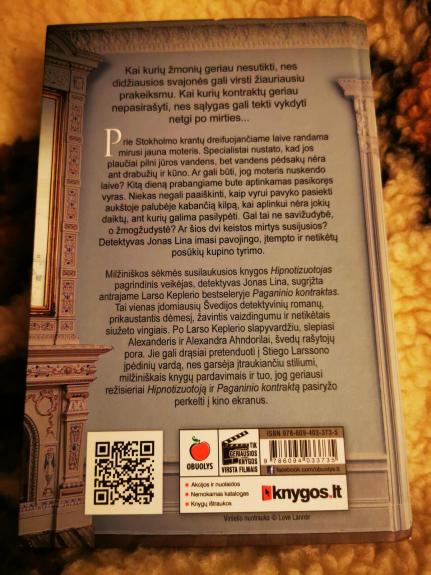 Kai kurių žmonių geriau nesutikti, nes
didžiausios svajonės gali virsti žiauriausiu
prakeiksmu. Kai kurių kontraktų geriau
nepasirašyti, nes sąlygas gali tekti vykdyti
netgi po mirties...
Prie Stokholmo krantų dreifuojančiame laive randama
mirusi jauna moteris. Specialistai nustato, kad jos
plaučiai pilni jūros vandens, bet vandens pėdsakų nėra
ant drabužių ir kūno. Ar gali būti, jog moteris nuskendo
laive? Kitą dieną prabangiame bute aptinkamas pasikoręs
vyras. Niekas negali paaiškinti, kaip vyrui pavyko pasiekti
aukštoje palubėje kabančią kilpą, kai aplinkui nėra jokių
daiktų, ant kurių galima pasilypėti. Gal tai ne savižudybė,
o žmogžudystė? Ar šios dvi keistos mirtys susijusios?
Detektyvas Jonas Lina imasi pavojingo, įtempto ir netikėtų
posūkių kupino tyrimo.
Milžiniškos sėkmės susilaukusios knygos Hipnotizuotojas
pagrindinis veikėjas, detektyvas Jonas Lina, sugrįžta
antrajame Larso Keplerio bestseleryje Paganinio kontraktas.
Tai vienas įdomiausių Švedijos detektyvinių romanų,
prikaustantis dėmesį, žavintis vaizdingumu ir netikėtais
siužeto vingiais. Po Larso Keplerio slapyvardžiu, slepiasi
Alexanderis ir Alexandra Ahndorilai, švedų rašytojų
pora. Jie gali drąsiai pretenduoti į Stiego Larssono
įpėdinių vardą, nes garsėja įtraukiančiu stiliumi,
milžiniškais knygų pardavimais ir tuo, jog geriausi
režisieriai Hipnotizuotoją ir Paganinio kontraktą pasiryžo
perkelti į kino ekranus.
OBUOLYS
TIK
GERIAUSIOS
KNYGOS
VIRSTA FILMAIS
ISBN 978-609-403-373-5
9 786094 033735
facebook.com/obuolys.lt
• Akcijos ir nuolaidos
• Nemokamas katalogas
• Knygų ištraukos
knygos.lt
Viršelio nuotrauka © Love Lannér